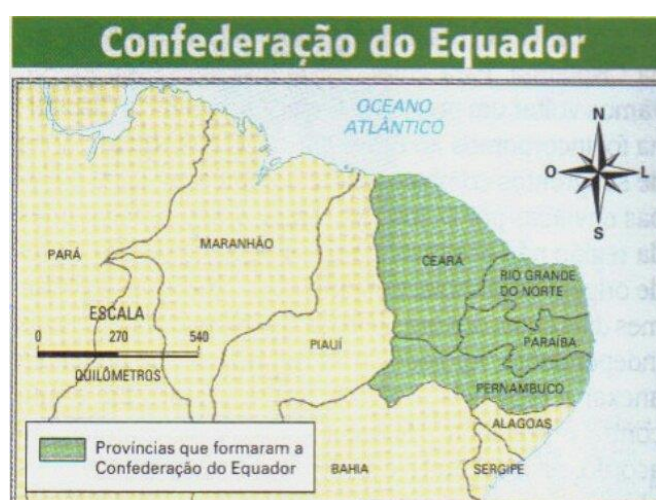 Confederação do Equador
OCEANO
ATLÂNTICO
N
O
L
S
PARÁ
MARANHÃO
CEARÁ
RIO GRANDE
DO NORTE
ESCALA
0 270 540
QUILÔMETROS
PIAUÍ
PARAÍBA
PERNAMBUCO
ALAGOAS
Províncias que formaram a
Confederação do Equador
BAHIA
SERGIPE